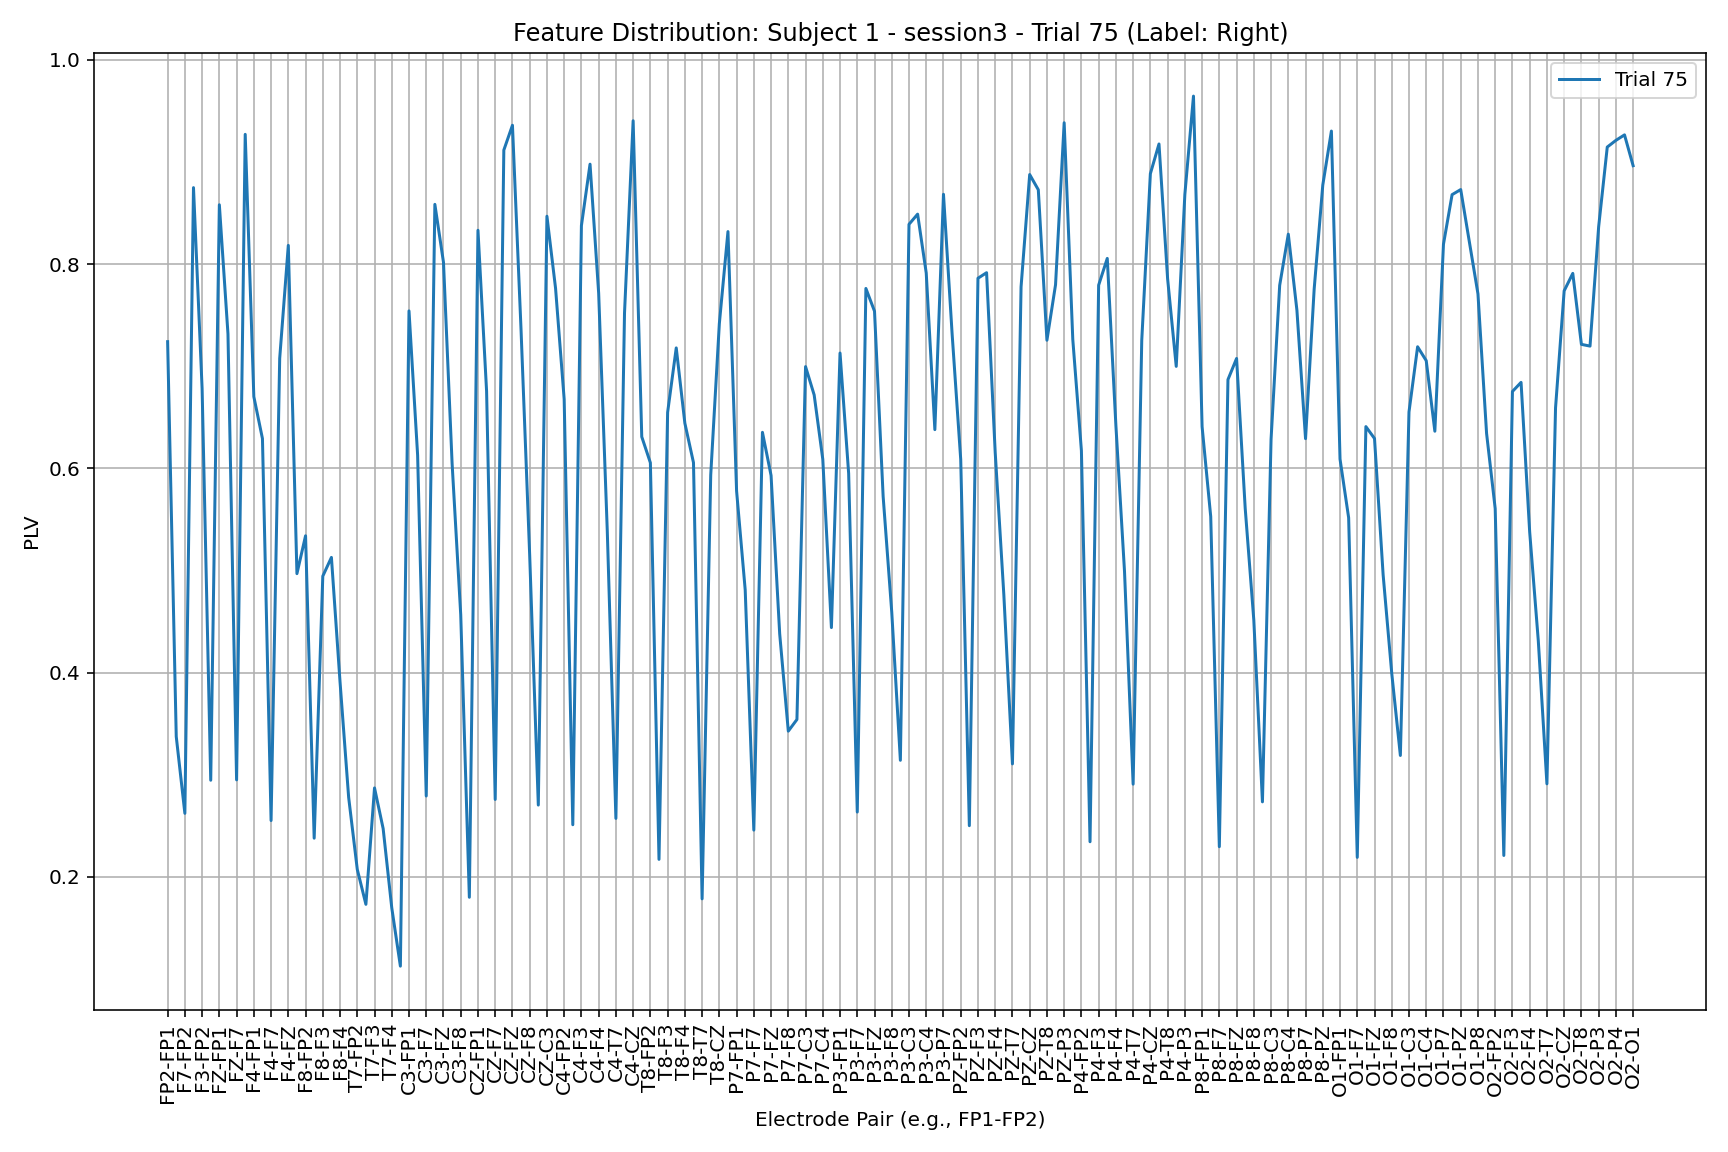 Feature Distribution: Subject 1 - session3 - Trial 75 (Label: Right)
Trial 75
PLV
1.0
0.8
0.6
0.4
0.2
FP2-FP1
F7-FP2
F3-FP2
FZ-FP1
FZ-F7
F4-FP1
F4-F7
F4-FZ
F8-FP2
F8-F3
F8-F4
T7-FP2
T7-F3
T7-F4
C3-FP1
C3-F7
C3-FZ
C3-F8
CZ-FP1
CZ-F7
CZ-FZ
CZ-F8
CZ-C3
C4-FP2
C4-F3
C4-F4
C4-T7
C4-CZ
T8-FP2
T8-F3
T8-F4
T8-T7
T8-CZ
P7-FP1
P7-F7
P7-FZ
P7-F8
P7-C3
P7-C4
P3-FP1
P3-F7
P3-FZ
P3-F8
P3-C3
P3-C4
P3-P7
PZ-FP2
PZ-F3
PZ-F4
PZ-T7
PZ-CZ
PZ-T8
PZ-P3
P4-FP2
P4-F3
P4-F4
P4-T7
P4-CZ
P4-T8
P4-P3
P8-FP1
P8-F7
P8-FZ
P8-F8
P8-C3
P8-C4
P8-P7
P8-PZ
O1-FP1
O1-F7
O1-FZ
O1-F8
O1-C3
O1-C4
O1-P7
O1-PZ
O1-P8
O2-FP2
O2-F3
O2-F4
O2-T7
O2-CZ
O2-T8
O2-P3
O2-P4
O2-O1
Electrode Pair (e.g., FP1-FP2)